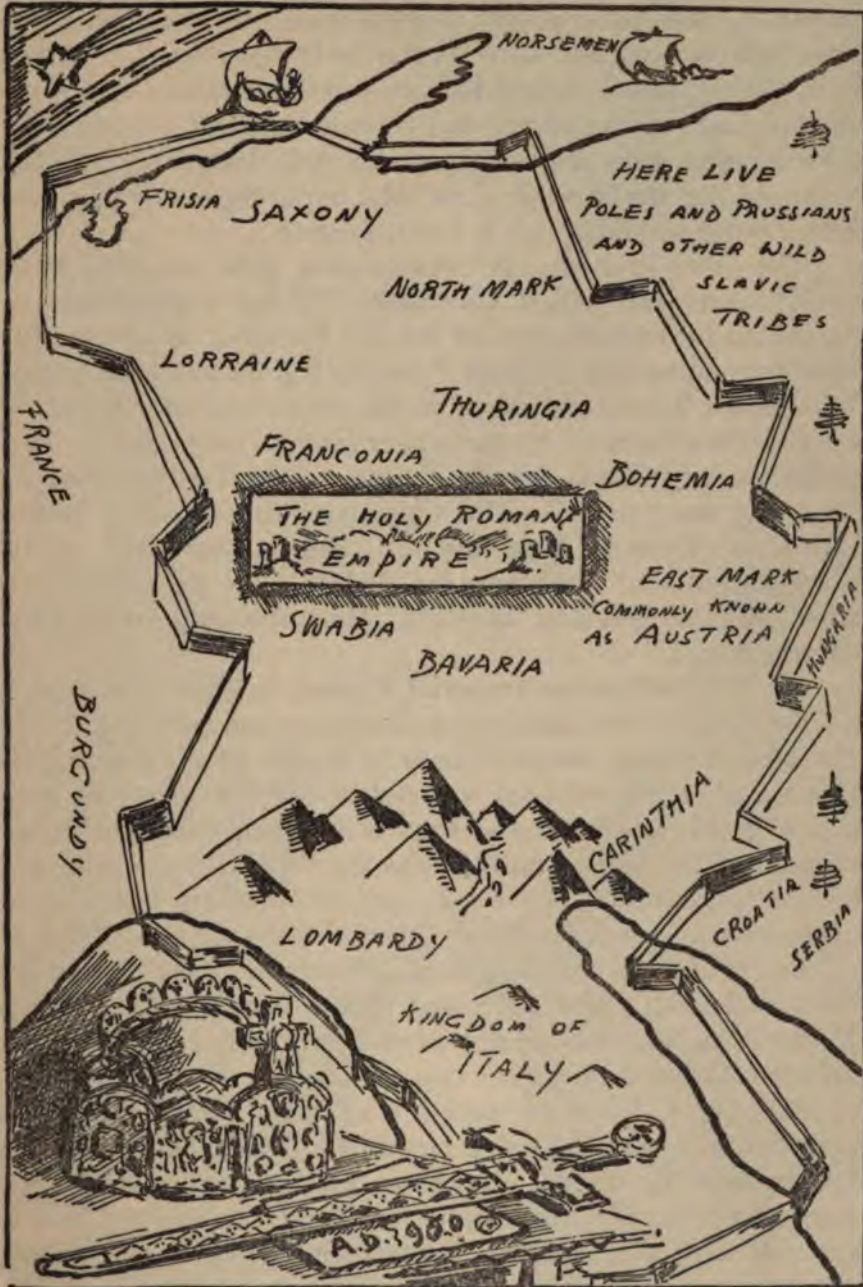 NORSEMEN
HERE LIVE
POLES AND PRUSSIANS
AND OTHER WILD
SLAVIC
TRIBES
FRISIA
SAXONY
NORTH MARK
LORRAINE
THURINGIA
FRANCE
FRANCONIA
BOHEMIA
THE HOLY ROMAN
EMPIRE
EAST MARK
COMMONLY KNOWN
AS AUSTRIA
HUNGARIA
SWABIA
BAVARIA
BURGUNDY
CARINTHIA
CROATIA
SERBIA
LOMBARDY
KINGDOM OF
ITALY
A.D. 900